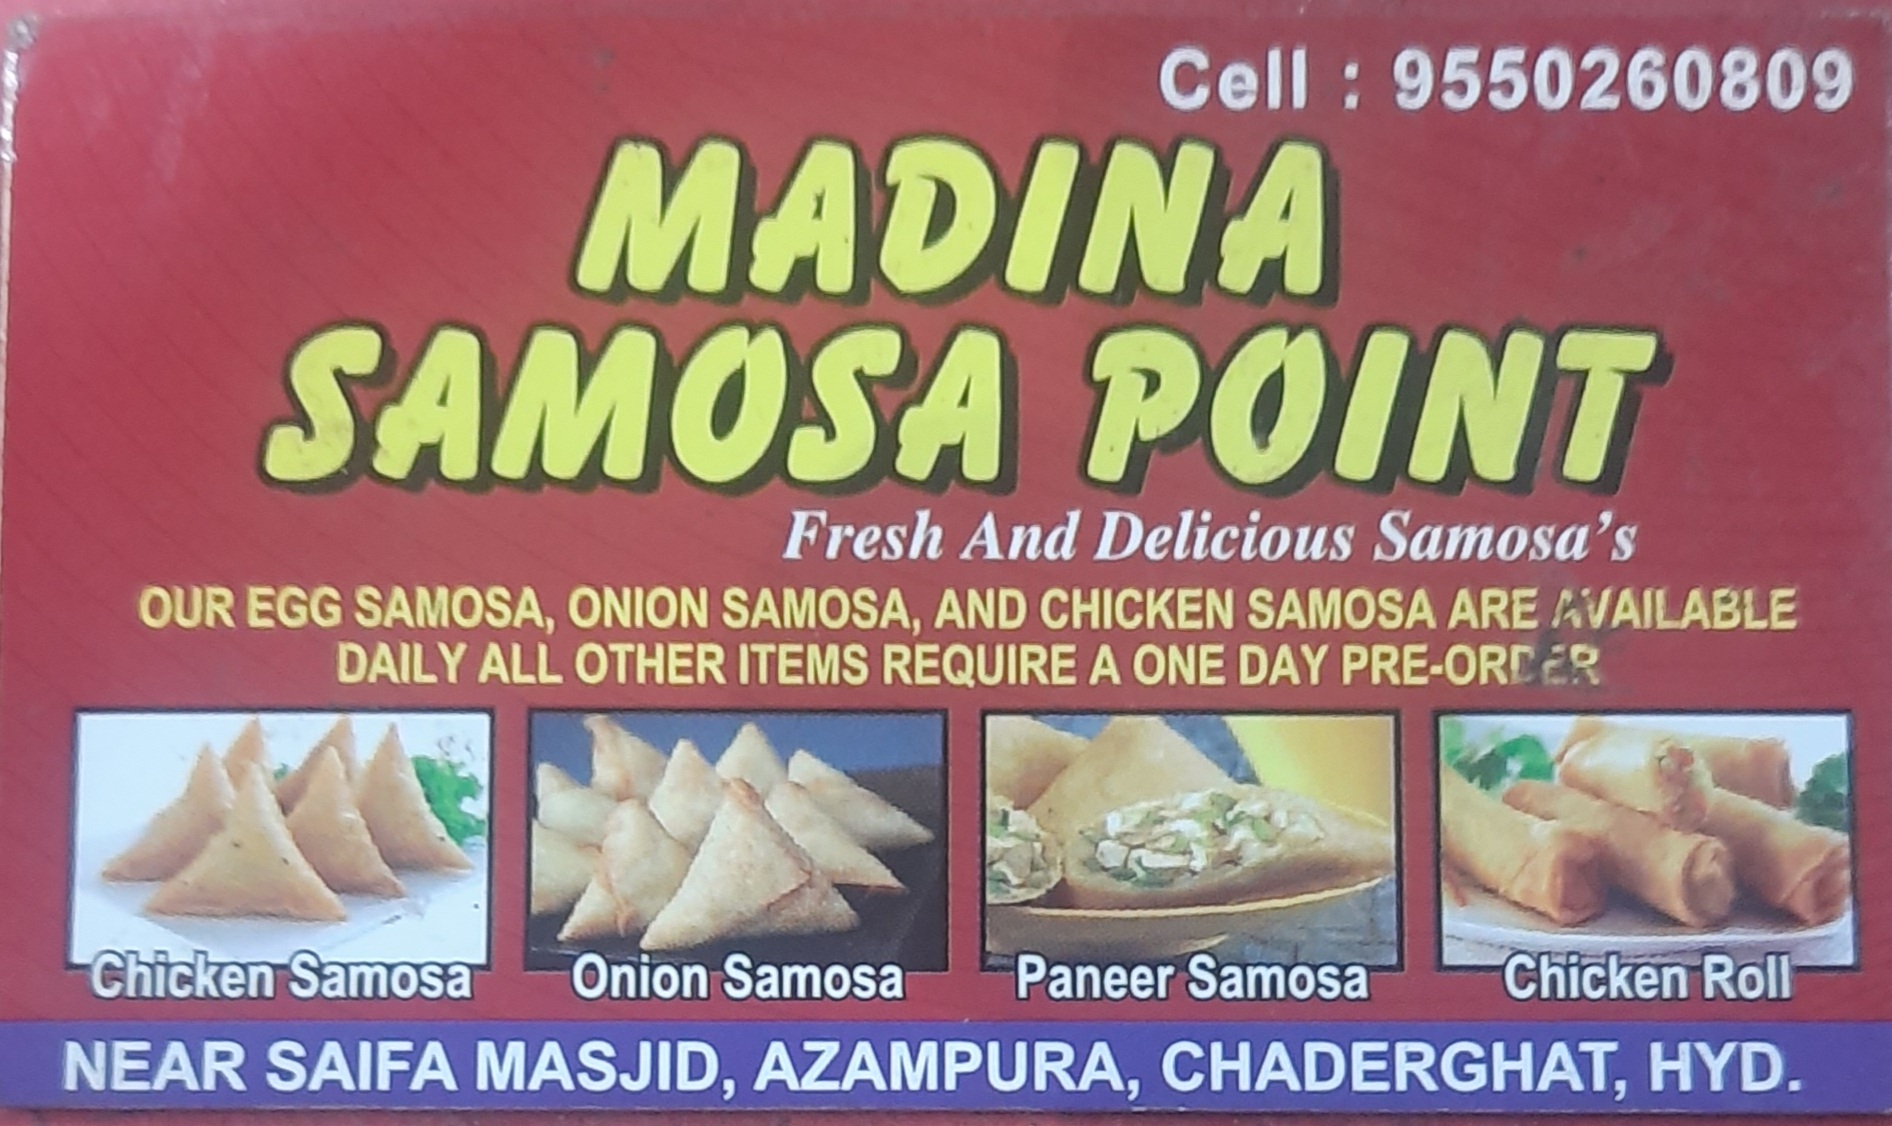 Cell : 9550260809
MADINA
SAMOSA POINT
Fresh And Delicious Samosa's
OUR EGG SAMOSA, ONION SAMOSA, AND CHICKEN SAMOSA ARE AVAILABLE
DAILY ALL OTHER ITEMS REQUIRE A ONE DAY PRE-ORDER
Chicken Samosa
Onion Samosa
Paneer Samosa
Chicken Roll
NEAR SAIFA MASJID, AZAMPURA, CHADERGHAT, HYD.